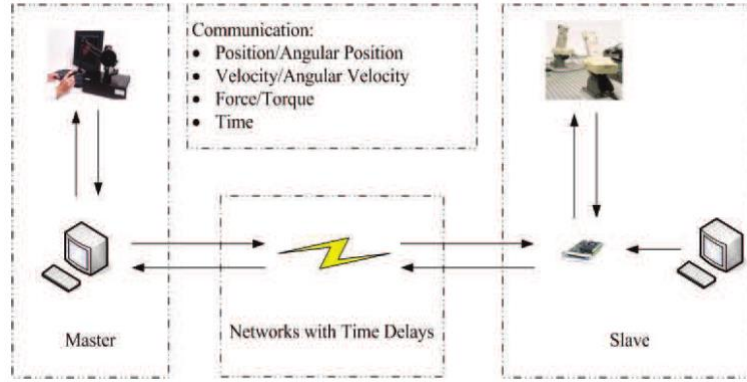 Communication:
• Position/Angular Position
• Velocity/Angular Velocity
• Force/Torque
• Time
Master
Networks with Time Delays
Slave